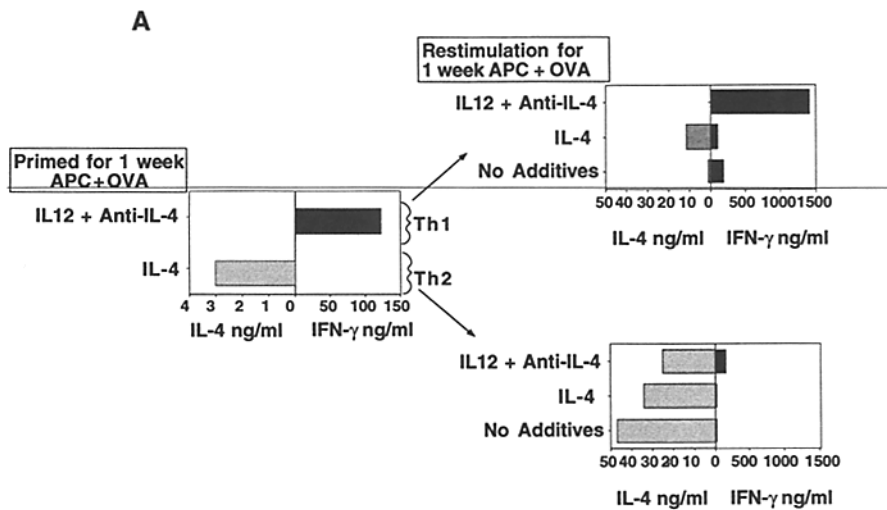 A
Restimulation for
1 week APC + OVA
IL12 + Anti-IL-4
IL-4
No Additives
50 40 30 20 10 0 500 1000 1500
IL-4 ng/ml IFN-γ ng/ml
Primed for 1 week
APC+OVA
IL12 + Anti-IL-4
Th1
IL-4
Th2
4 3 2 1 0 50 100 150
IL-4 ng/ml IFN-γ ng/ml
IL12 + Anti-IL-4
IL-4
No Additives
50 40 30 20 10 0 500 1000 1500
IL-4 ng/ml IFN-γ ng/ml